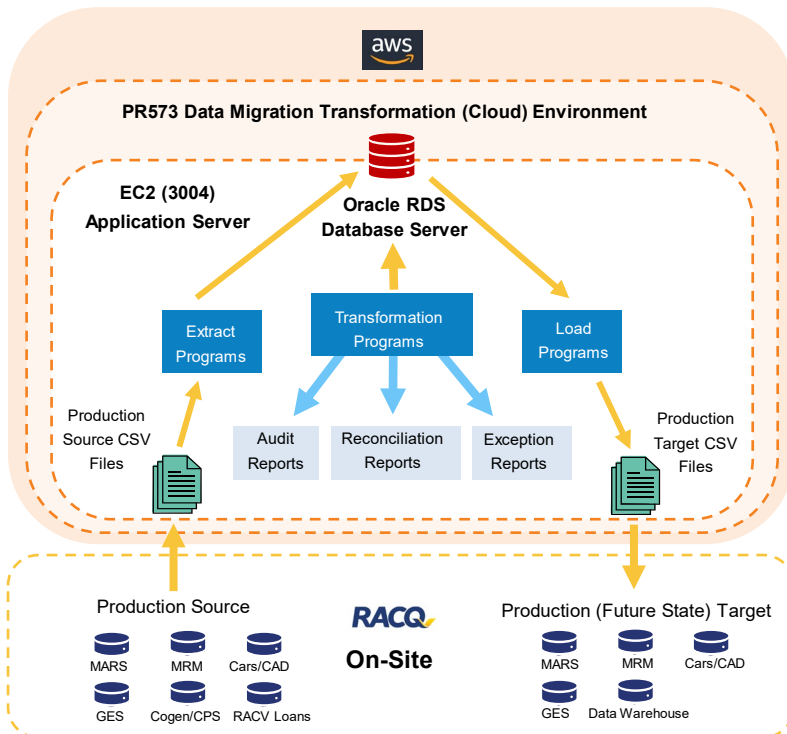 aws
PR573 Data Migration Transformation (Cloud) Environment
EC2 (3004)
Application Server
Oracle RDS
Database Server
Extract
Programs
Transformation
Programs
Load
Programs
Production
Source CSV
Files
Audit
Reports
Reconciliation
Reports
Exception
Reports
Production
Target CSV
Files
Production Source
MARS
MRM
Cars/CAD
GES
Cogen/CPS
RACV Loans
RACQ
On-Site
Production (Future State) Target
MARS
MRM
Cars/CAD
GES
Data Warehouse